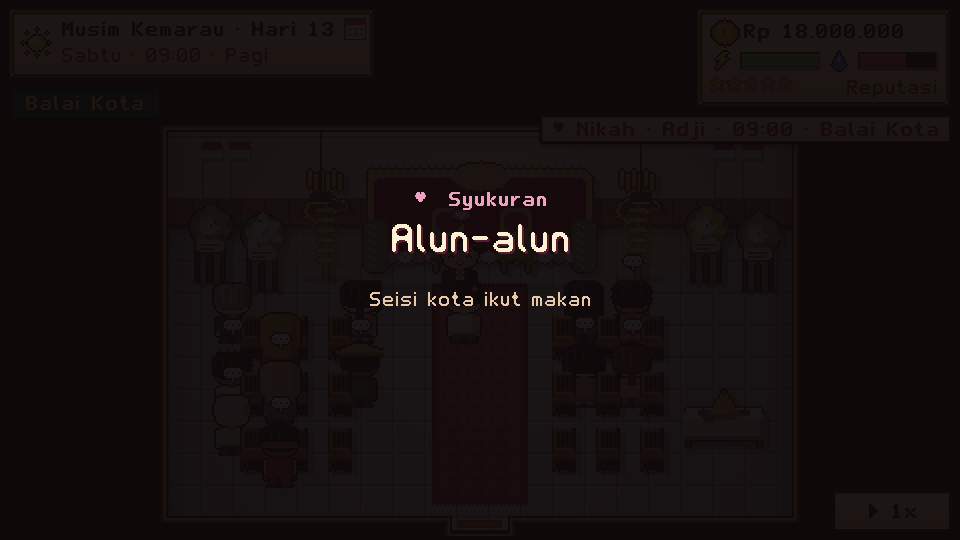 Musim Kemarau · Hari 13
Sabtu · 09:00 · Pagi
Rp 18.000.000
Reputasi
Balai Kota
♥ Nikah · Adji · 09:00 · Balai Kota
♥ Syukuran
Alun-alun
Seisi kota ikut makan
1x